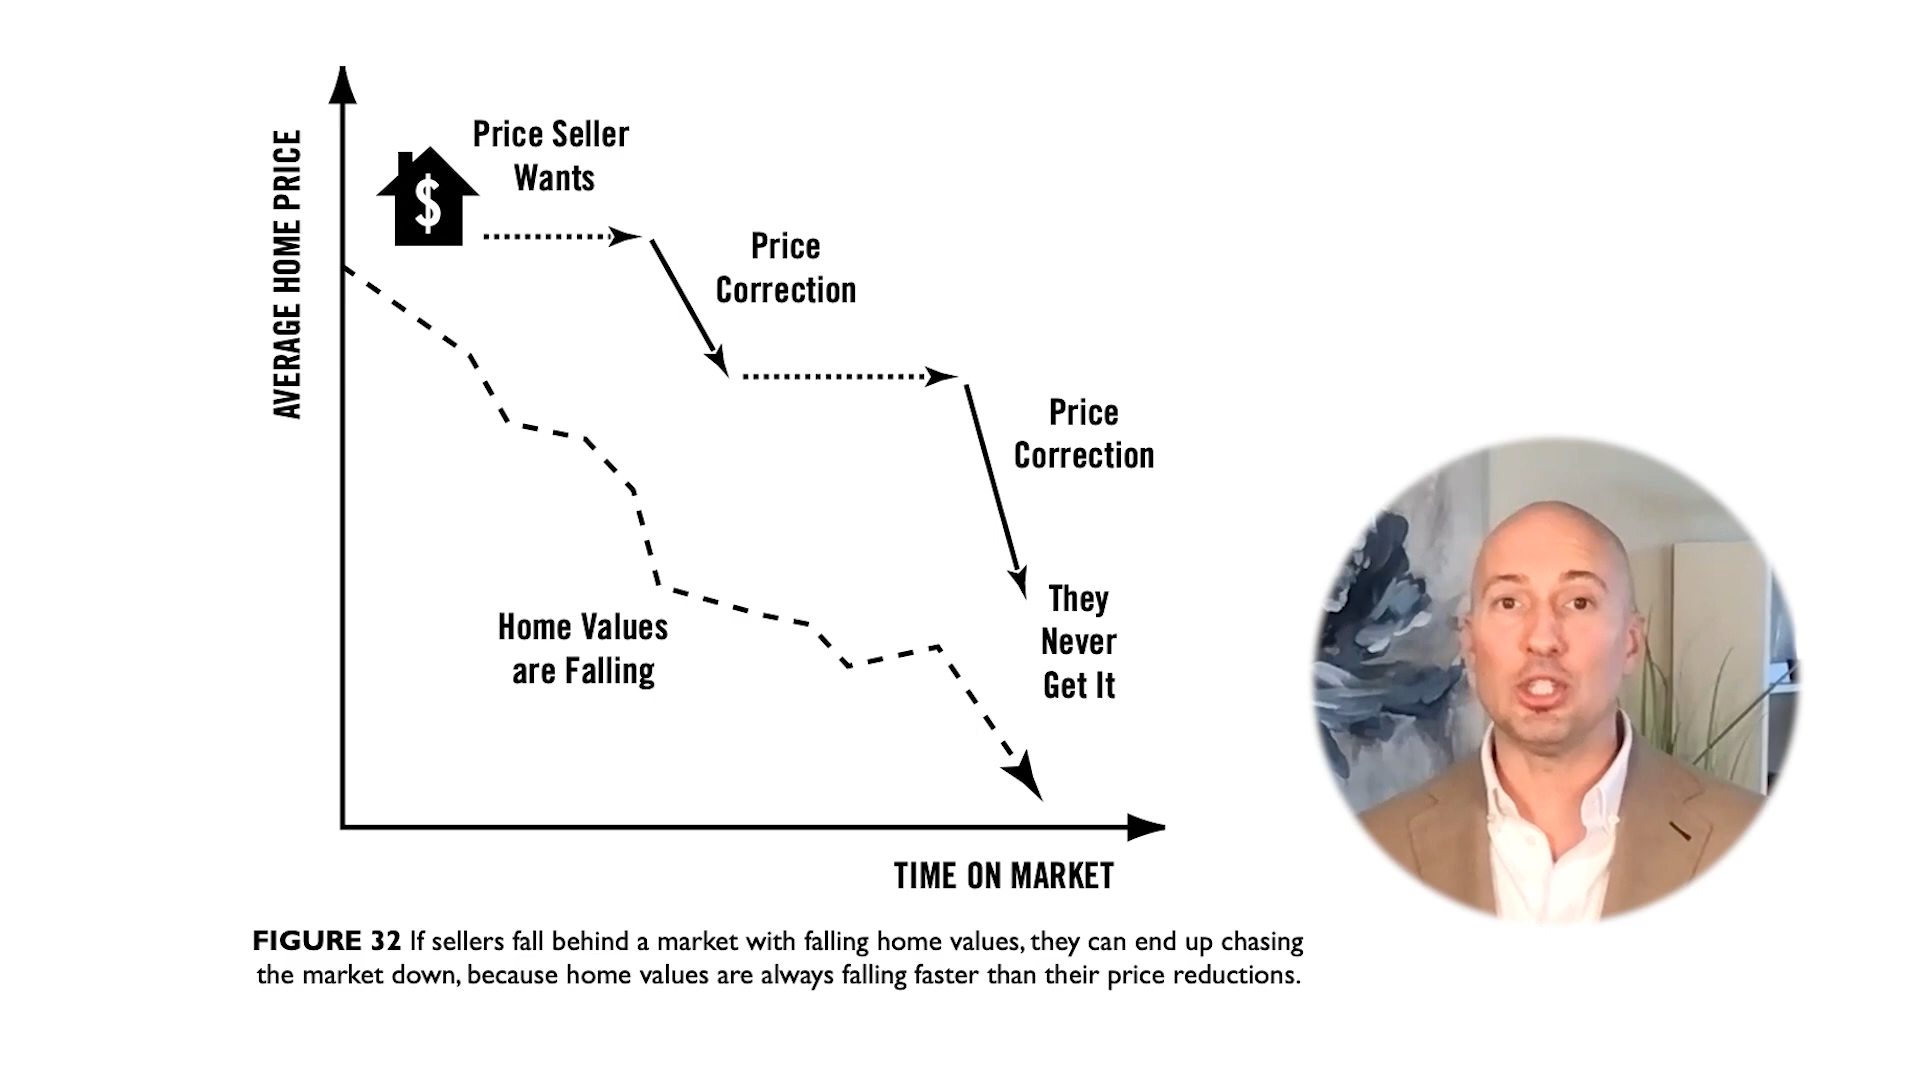 AVERAGE HOME PRICE
Price Seller
Wants
$
Price
Correction
Price
Correction
They
Never
Get It
Home Values
are Falling
TIME ON MARKET
FIGURE 32 If sellers fall behind a market with falling home values, they can end up chasing
the market down, because home values are always falling faster than their price reductions.